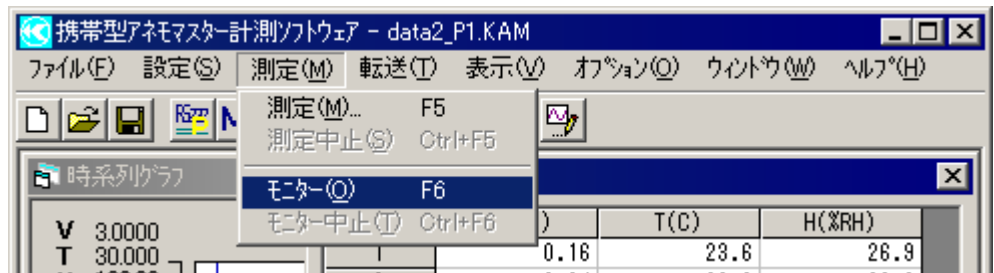 携帯型アネモマスター計測ソフトウェア - data2_P1.KAM
ファイル(F) 設定(S) 測定(M) 転送(T) 表示(V) オプション(O) ウィンドウ(W) ヘルプ(H)
測定(M)... F5
測定中止(S) Ctrl+F5
時系列グラフ
モニター(O) F6
モニター中止(T) Ctrl+F6
) T(C) H(%RH)
V 3.0000
T 30.000
1 0.16 23.6 26.9